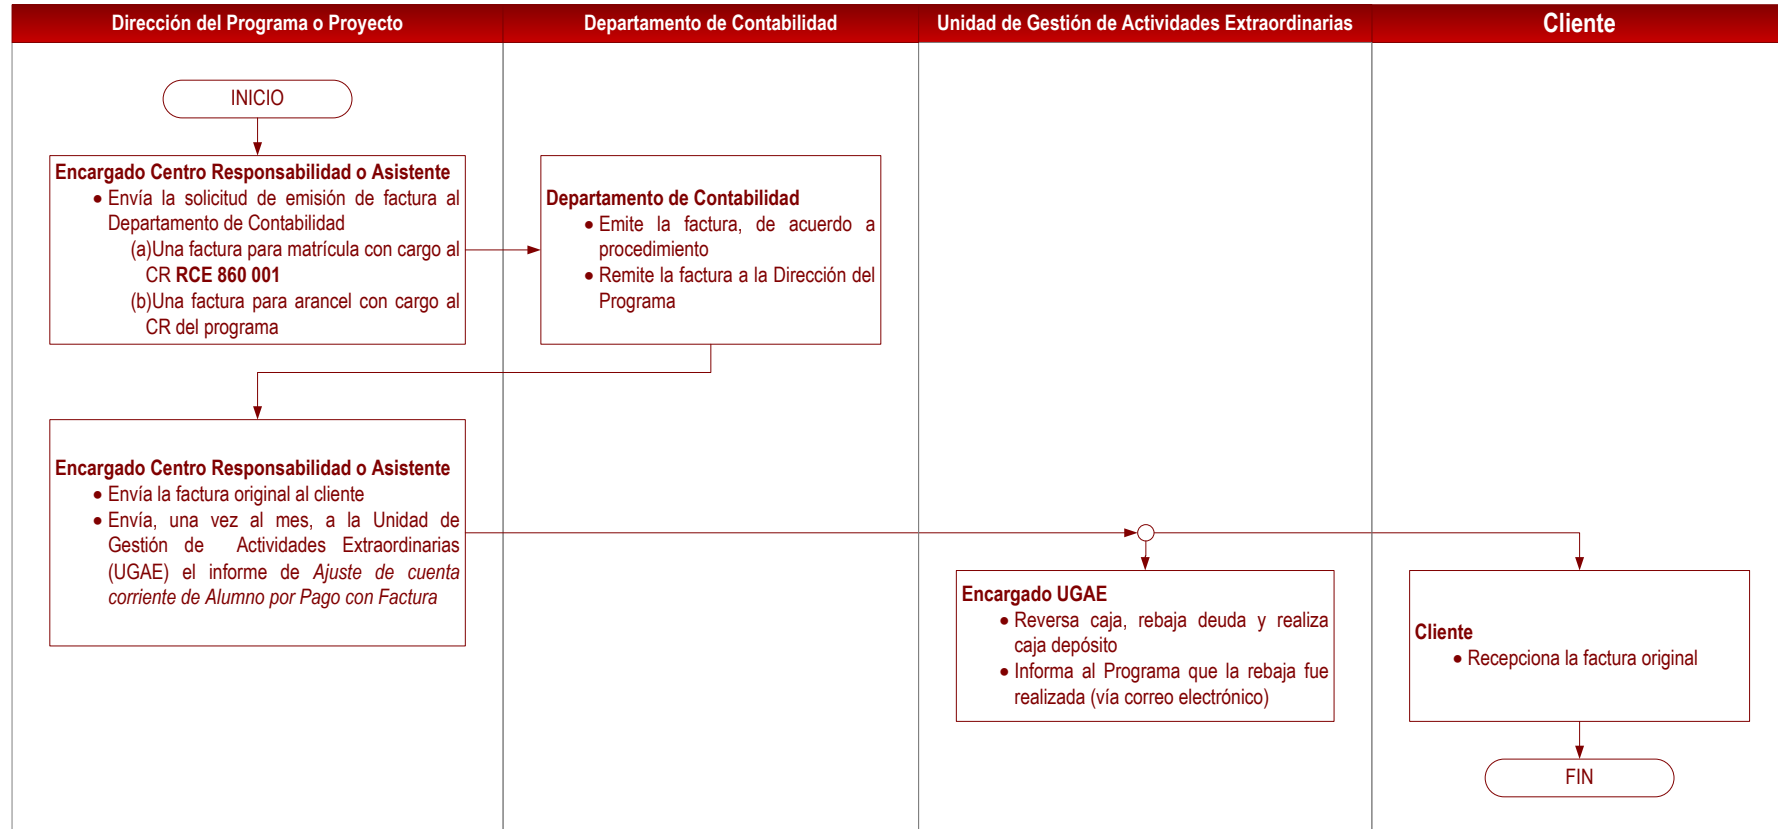 Dirección del Programa o Proyecto
Departamento de Contabilidad
Unidad de Gestión de Actividades Extraordinarias
Cliente
INICIO
Encargado Centro Responsabilidad o Asistente
• Envía la solicitud de emisión de factura al
Departamento de Contabilidad
(a)Una factura para matrícula con cargo al
CR RCE 860 001
(b)Una factura para arancel con cargo al
CR del programa
Departamento de Contabilidad
• Emite la factura, de acuerdo a
procedimiento
• Remite la factura a la Dirección del
Programa
Encargado Centro Responsabilidad o Asistente
• Envía la factura original al cliente
• Envía, una vez al mes, a la Unidad de
Gestión de Actividades Extraordinarias
(UGAE) el informe de Ajuste de cuenta
corriente de Alumno por Pago con Factura
Encargado UGAE
• Reversa caja, rebaja deuda y realiza
caja depósito
• Informa al Programa que la rebaja fue
realizada (vía correo electrónico)
Cliente
• Recepciona la factura original
FIN